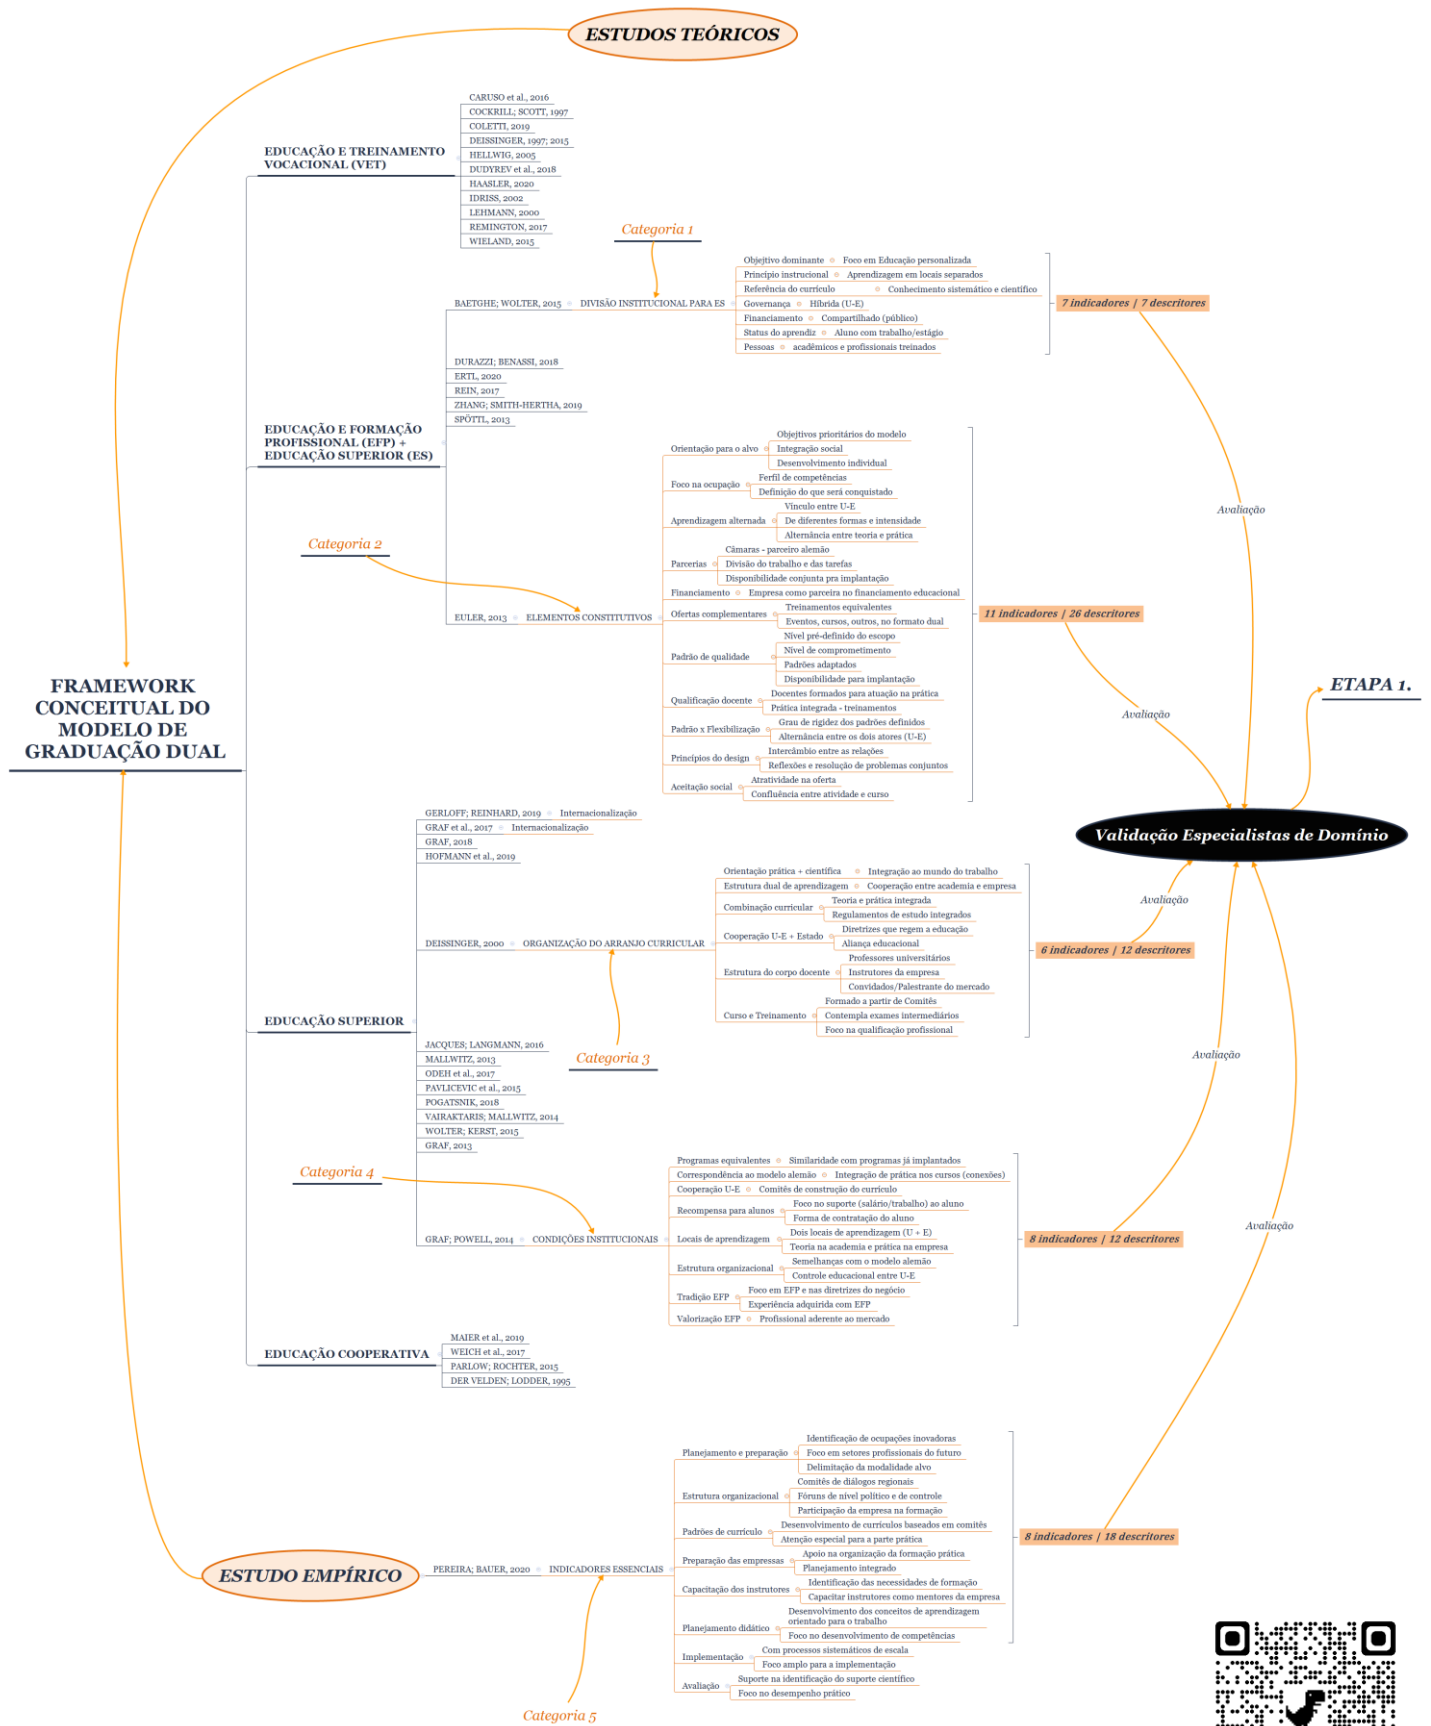 ESTUDOS TEÓRICOS
FRAMEWORK
CONCEITUAL DO
MODELO DE
GRADUAÇÃO DUAL
EDUCAÇÃO E TREINAMENTO
VOCACIONAL (VET)
CARUSO et al., 2016
COCKRILL; SCOTT, 1997
COLETTI, 2019
DEISSINGER, 1997; 2015
HELLWIG, 2005
DUDYREV et al., 2018
HAASLER, 2020
IDRISS, 2002
LEHMANN, 2000
REMINGTON, 2017
WIELAND, 2015
EDUCAÇÃO E FORMAÇÃO
PROFISSIONAL (EFP) +
EDUCAÇÃO SUPERIOR (ES)
Categoria 1
BAETGHE; WOLTER, 2015
DIVISÃO INSTITUCIONAL PARA ES
Objejtivo dominante
Foco em Educação personalizada
Princípio instrucional
Aprendizagem em locais separados
Referência do currículo
Conhecimento sistemático e científico
Governança
Híbrida (U-E)
Financiamento
Compartilhado (público)
Status do aprendiz
Aluno com trabalho/estágio
Pessoas
acadêmicos e profissionais treinados
7 indicadores | 7 descritores
DURAZZI; BENASSI, 2018
ERTL, 2020
REIN, 2017
ZHANG; SMITH-HERTHA, 2019
SPÖTTL, 2013
Categoria 2
EULER, 2013
ELEMENTOS CONSTITUTIVOS
Orientação para o alvo
Objejtivos prioritários do modelo
Integração social
Desenvolvimento individual
Foco na ocupação
Ferfil de competências
Definição do que será conquistado
Aprendizagem alternada
Vínculo entre U-E
De diferentes formas e intensidade
Alternância entre teoria e prática
Parcerias
Câmaras - parceiro alemão
Divisão do trabalho e das tarefas
Disponibilidade conjunta pra implantação
Financiamento
Empresa como parceira no financiamento educacional
Ofertas complementares
Treinamentos equivalentes
Eventos, cursos, outros, no formato dual
Padrão de qualidade
Nível pré-definido do escopo
Nível de comprometimento
Padrões adaptados
Disponibilidade para implantação
Qualificação docente
Docentes formados para atuação na prática
Prática integrada - treinamentos
Padrão x Flexibilização
Grau de rigidez dos padrões definidos
Alternância entre os dois atores (U-E)
Princípios do design
Intercâmbio entre as relações
Reflexões e resolução de problemas conjuntos
Aceitação social
Atratividade na oferta
Confluência entre atividade e curso
11 indicadores | 26 descritores
Avaliação
Avaliação
ETAPA 1.
Validação Especialistas de Domínio
EDUCAÇÃO SUPERIOR
GERLOFF; REINHARD, 2019
Internacionalização
GRAF et al., 2017
Internacionalização
GRAF, 2018
HOFMANN et al., 2019
DEISSINGER, 2000
ORGANIZAÇÃO DO ARRANJO CURRICULAR
Categoria 3
Orientação prática + científica
Integração ao mundo do trabalho
Estrutura dual de aprendizagem
Cooperação entre academia e empresa
Combinação curricular
Teoria e prática integrada
Regulamentos de estudo integrados
Cooperação U-E + Estado
Diretrizes que regem a educação
Aliança educacional
Estrutura do corpo docente
Professores universitários
Instrutores da empresa
Convidados/Palestrante do mercado
Curso e Treinamento
Formado a partir de Comitês
Contempla exames intermediários
Foco na qualificação profissional
6 indicadores | 12 descritores
Avaliação
JACQUES; LANGMANN, 2016
MALLWITZ, 2013
ODEH et al., 2017
PAVLICEVIC et al., 2015
POGATSNIK, 2018
VAIRAKTARIS; MALLWITZ, 2014
WOLTER; KERST, 2015
GRAF, 2013
Categoria 4
GRAF; POWELL, 2014
CONDIÇÕES INSTITUCIONAIS
Programas equivalentes
Similaridade com programas já implantados
Correspondência ao modelo alemão
Integração de prática nos cursos (conexões)
Cooperação U-E
Comitês de construção do currículo
Recompensa para alunos
Foco no suporte (salário/trabalho) ao aluno
Forma de contratação do aluno
Locais de aprendizagem
Dois locais de aprendizagem (U + E)
Teoria na academia e prática na empresa
Estrutura organizacional
Semelhanças com o modelo alemão
Controle educacional entre U-E
Tradição EFP
Foco em EFP e nas diretrizes do negócio
Experiência adquirida com EFP
Valorização EFP
Profissional aderente ao mercado
8 indicadores | 12 descritores
Avaliação
Avaliação
EDUCAÇÃO COOPERATIVA
MAIER et al., 2019
WEICH et al., 2017
PARLOW; ROCHTER, 2015
DER VELDEN; LODDER, 1995
ESTUDO EMPÍRICO
PEREIRA; BAUER, 2020
INDICADORES ESSENCIAIS
Planejamento e preparação
Identificação de ocupações inovadoras
Foco em setores profissionais do futuro
Delimitação da modalidade alvo
Estrutura organizacional
Comitês de diálogos regionais
Fóruns de nível político e de controle
Participação da empresa na formação
Padrões de currículo
Desenvolvimento de currículos baseados em comitês
Atenção especial para a parte prática
Preparação das empressas
Apoio na organização da formação prática
Planejamento integrado
Capacitação dos instrutores
Identificação das necessidades de formação
Capacitar instrutores como mentores da empresa
Planejamento didático
Desenvolvimento dos conceitos de aprendizagem
orientado para o trabalho
Foco no desenvolvimento de competências
Implementação
Com processos sistemáticos de escala
Foco amplo para a implementação
Avaliação
Suporte na identificação do suporte científico
Foco no desempenho prático
8 indicadores | 18 descritores
Categoria 5